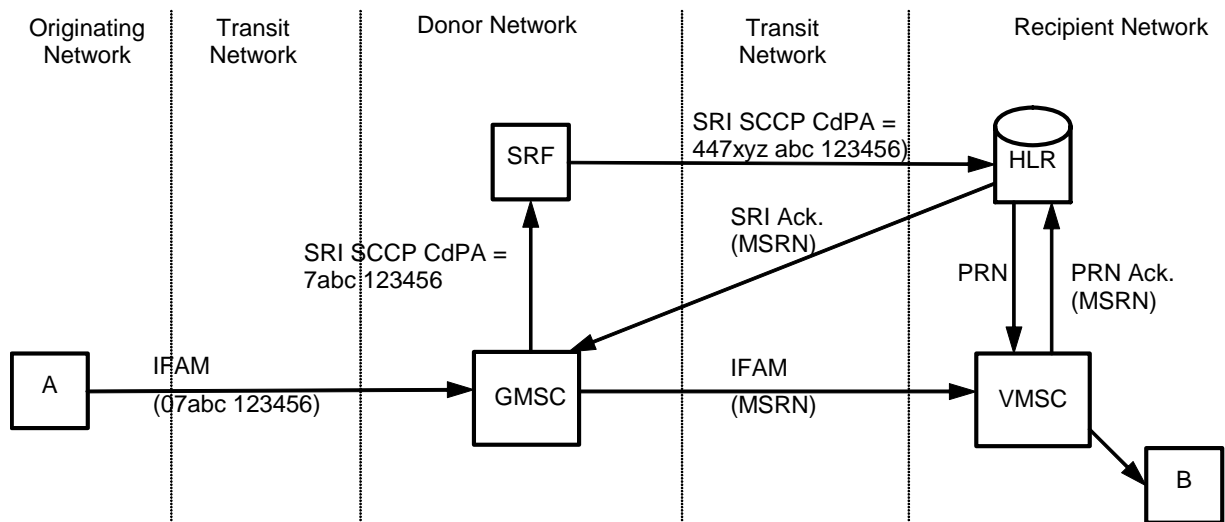 Originating
Network
Transit
Network
Donor Network
Transit
Network
Recipient Network
SRI SCCP CdPA =
447xyz abc 123456)
SRF
HLR
SRI Ack.
(MSRN)
SRI SCCP CdPA =
7abc 123456
PRN
PRN Ack.
(MSRN)
A
IFAM
(07abc 123456)
GMSC
IFAM
(MSRN)
VMSC
B